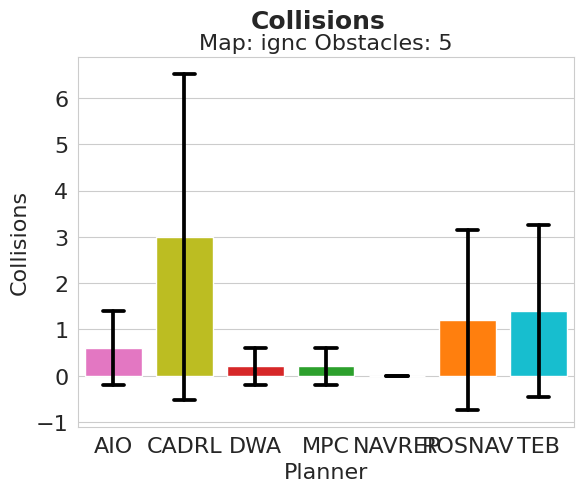 Collisions
Map: ignc Obstacles: 5
6
5
4
3
2
1
0
−1
Collisions
AIO CADRL DWA MPC NAVREP ROSNAV TEB
Planner